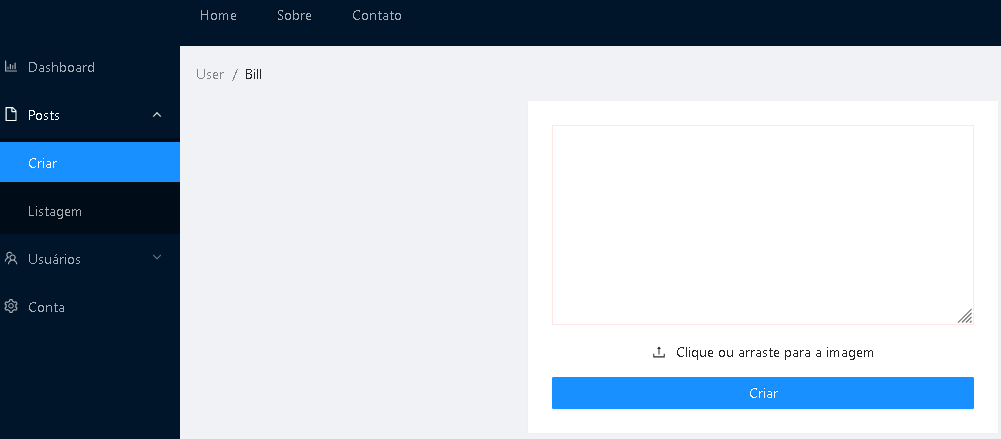 Home Sobre Contato
Dashboard
Posts
Criar
Listagem
Usuários
Conta
User / Bill
Clique ou arraste para a imagem
Criar